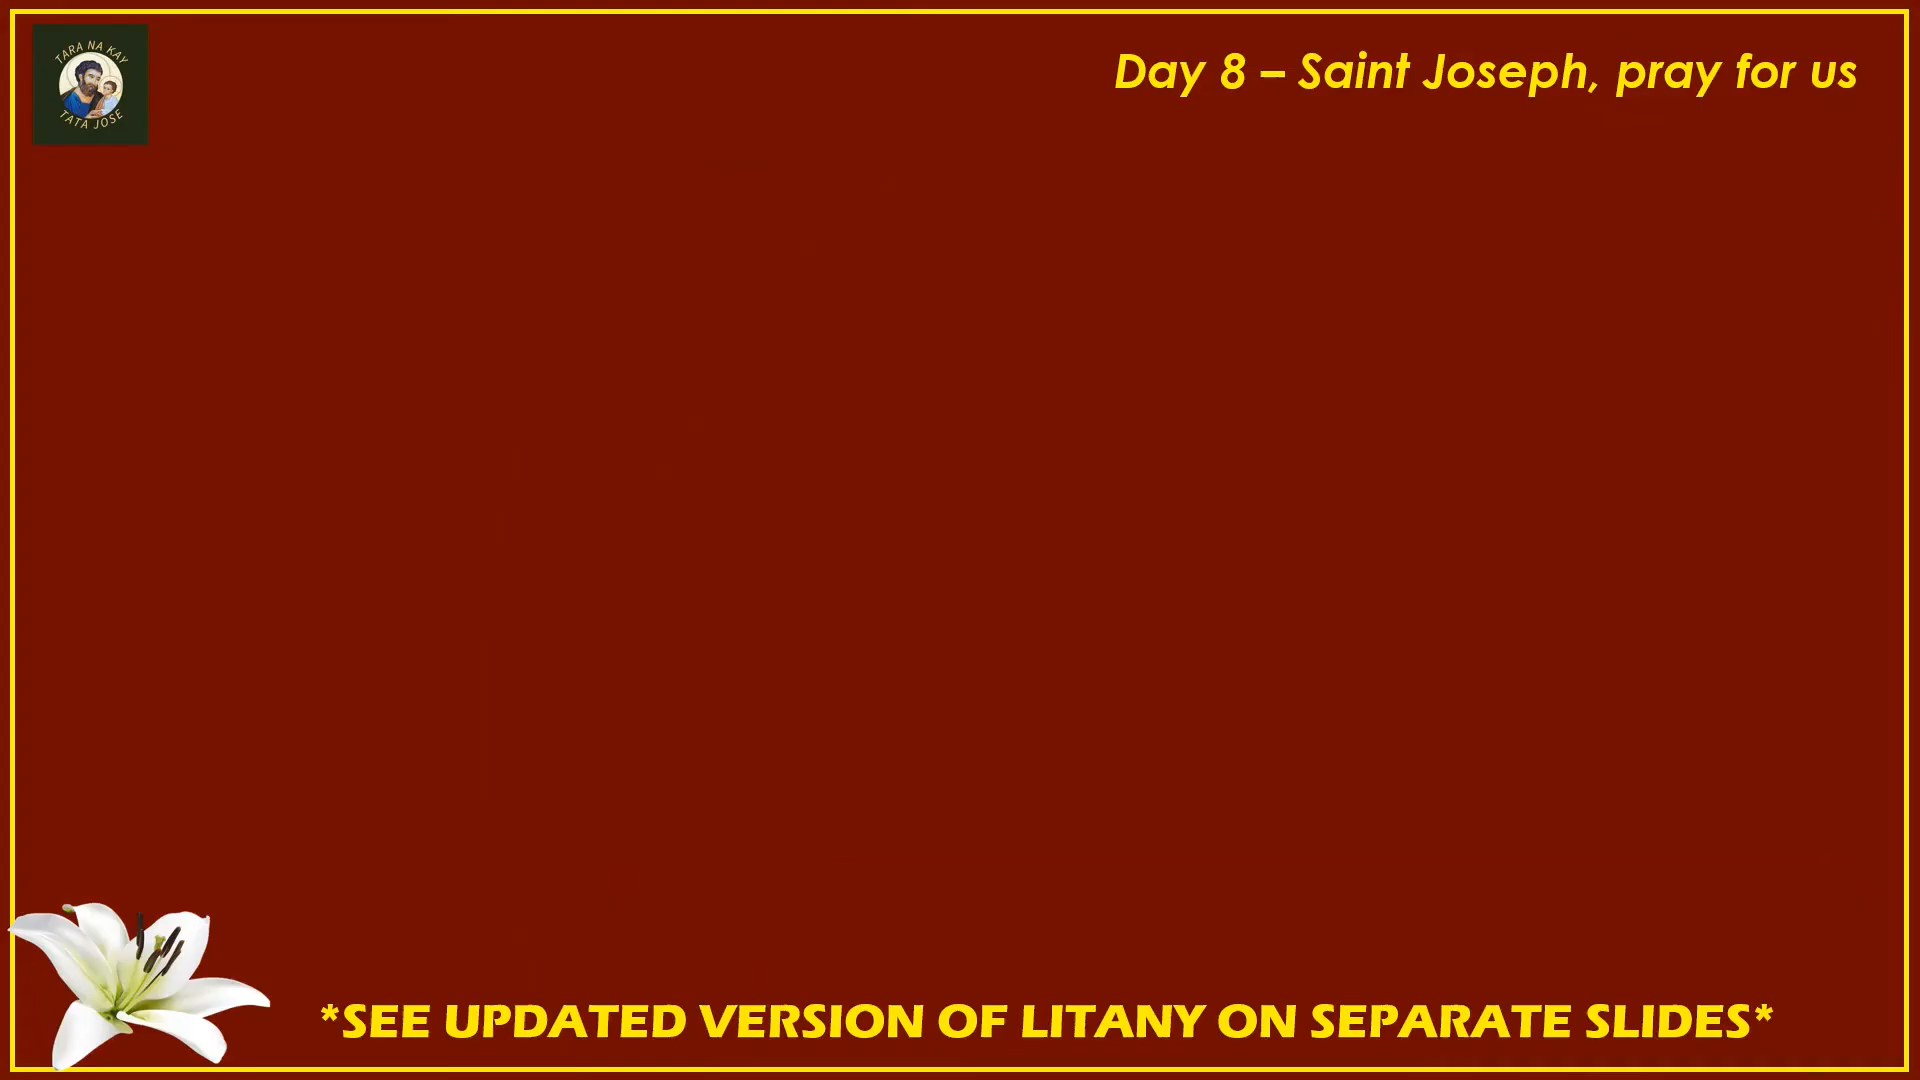 TARA NA KAY
TATA JOSE
Day 8 – Saint Joseph, pray for us
*SEE UPDATED VERSION OF LITANY ON SEPARATE SLIDES*